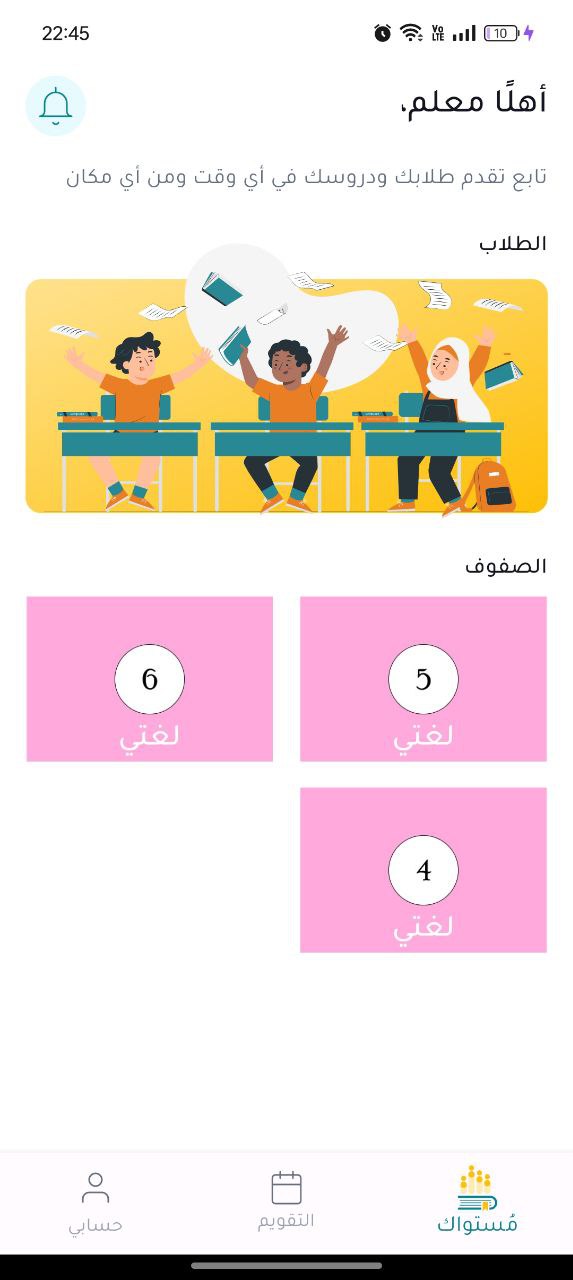 22:45
Vo LTE
10
أهلًا معلم،
تابع تقدم طلابك ودروسك في أي وقت ومن أي مكان
الطلاب
الصفوف
5
لغتي
6
لغتي
4
لغتي
مُستواك
التقويم
حسابي